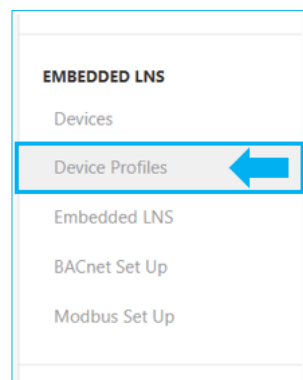 EMBEDDED LNS
Devices
Device Profiles
Embedded LNS
BACnet Set Up
Modbus Set Up